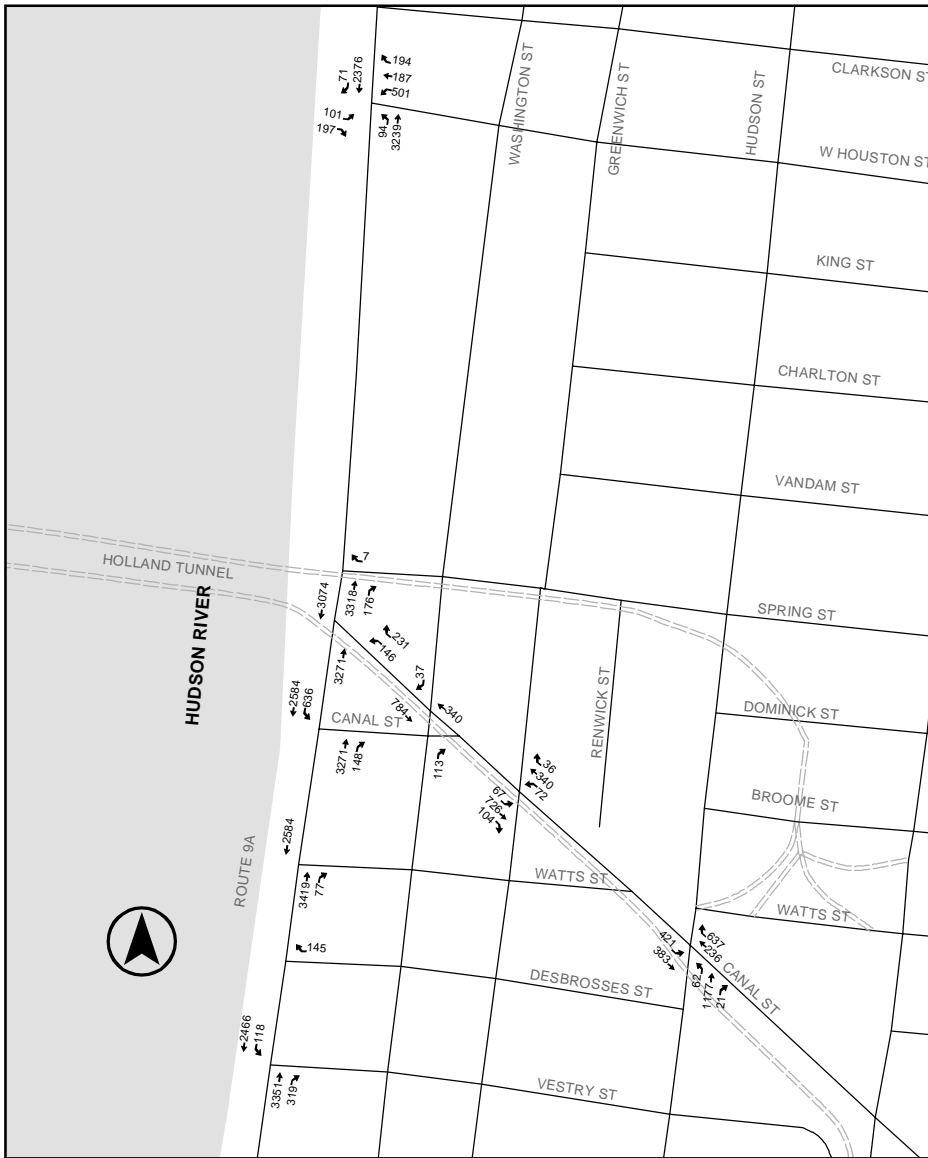 194
187
501
71
2376
101
197
94
3239
CLARKSON ST
WASHINGTON ST
GREENWICH ST
HUDSON ST
W HOUSTON ST
KING ST
CHARLTON ST
VANDAM ST
HOLLAND TUNNEL
HUDSON RIVER
7
3074
3318
176
SPRING ST
231
146
3271
37
784
340
2584
636
CANAL ST
RENWICK ST
DOMINICK ST
3271
148
113
36
340
72
67
726
104
BROOME ST
2584
ROUTE 9A
3419
77
WATTS ST
WATTS ST
145
421
383
637
236
62
1177
21
CANAL ST
DESBROSSES ST
2466
118
3351
319
VESTRY ST